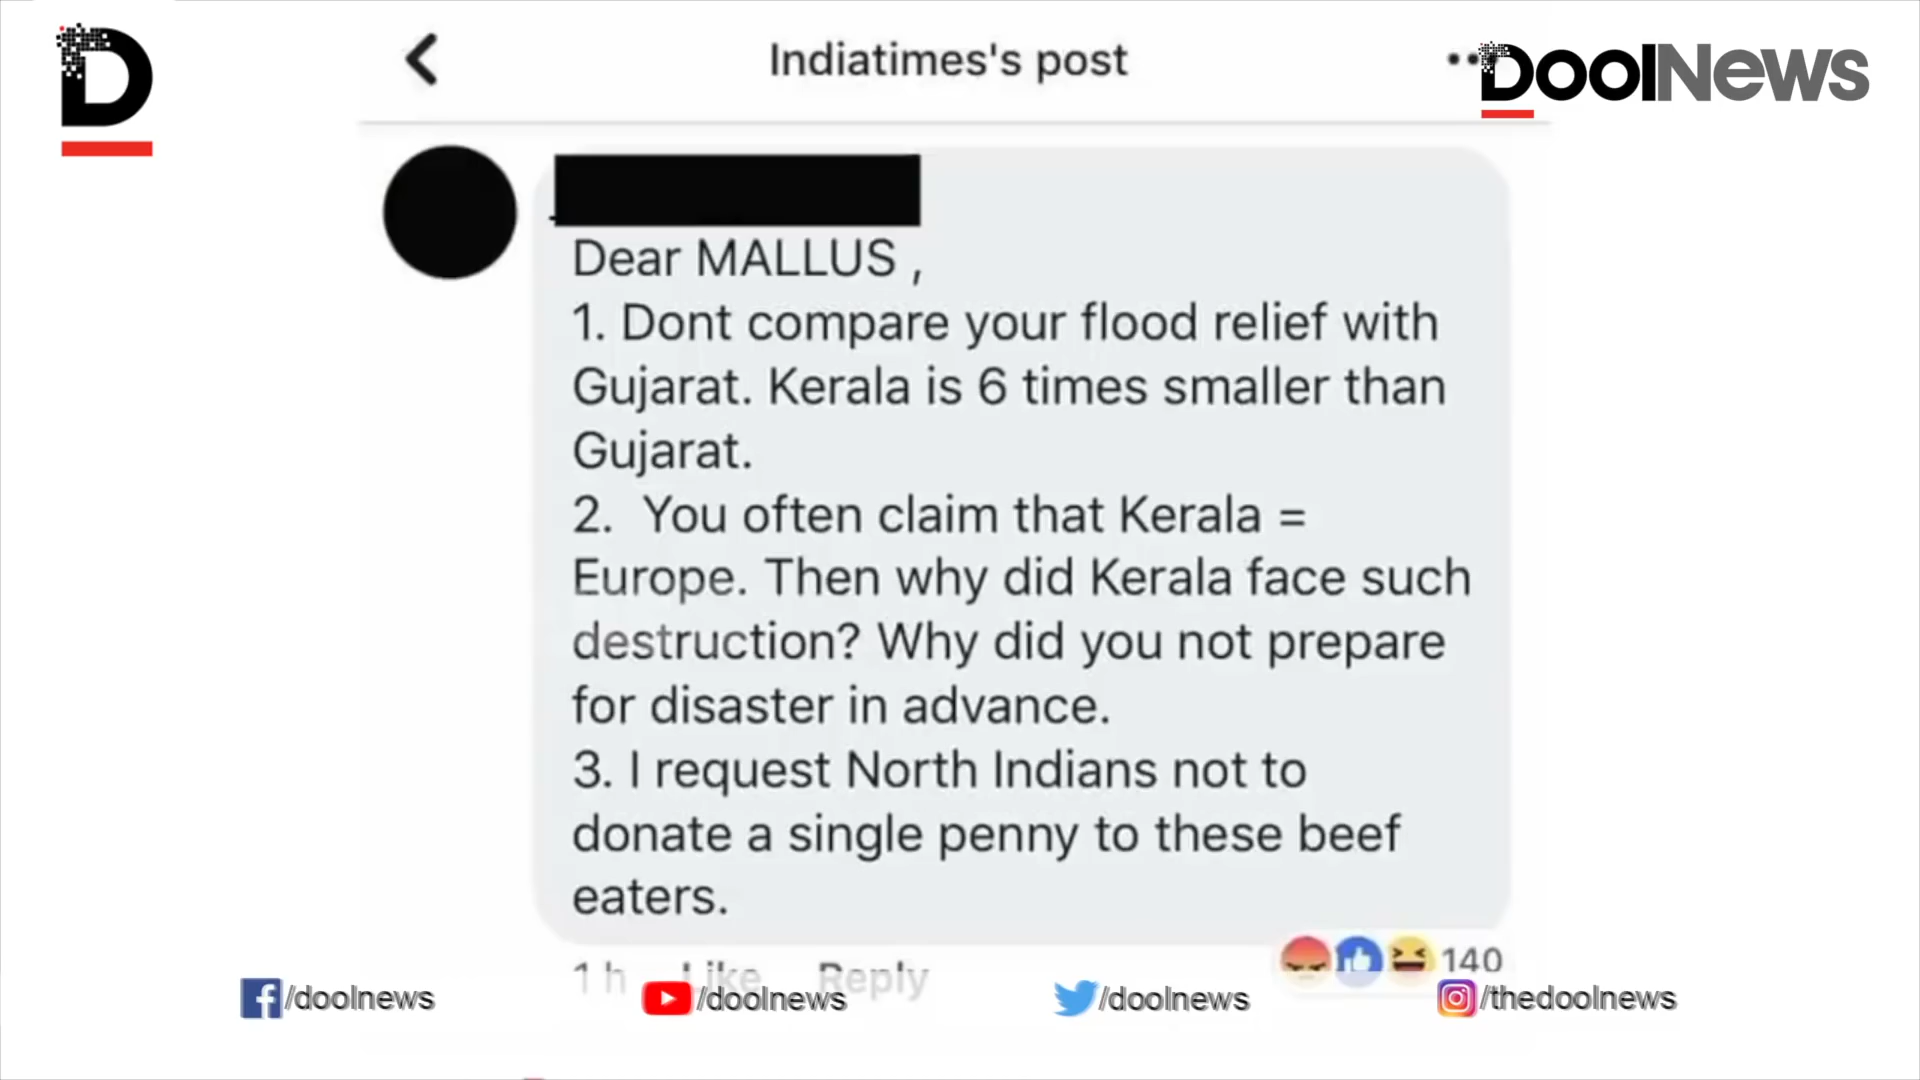 D
Indiatimes's post
DoolNews
Dear MALLUS ,
1. Dont compare your flood relief with
Gujarat. Kerala is 6 times smaller than
Gujarat.
2. You often claim that Kerala =
Europe. Then why did Kerala face such
destruction? Why did you not prepare
for disaster in advance.
3. I request North Indians not to
donate a single penny to these beef
eaters.
1 h Like Reply 140
/doolnews /doolnews /doolnews /thedoolnews